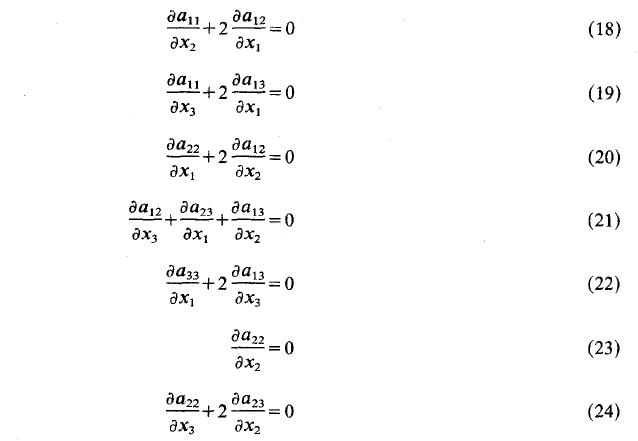 ∂a₁₁/∂x₂ + 2 ∂a₁₂/∂x₁ = 0 (18)
∂a₁₁/∂x₃ + 2 ∂a₁₃/∂x₁ = 0 (19)
∂a₂₂/∂x₁ + 2 ∂a₁₂/∂x₂ = 0 (20)
∂a₁₂/∂x₃ + ∂a₂₃/∂x₁ + ∂a₁₃/∂x₂ = 0 (21)
∂a₃₃/∂x₁ + 2 ∂a₁₃/∂x₃ = 0 (22)
∂a₂₂/∂x₂ = 0 (23)
∂a₂₂/∂x₃ + 2 ∂a₂₃/∂x₂ = 0 (24)